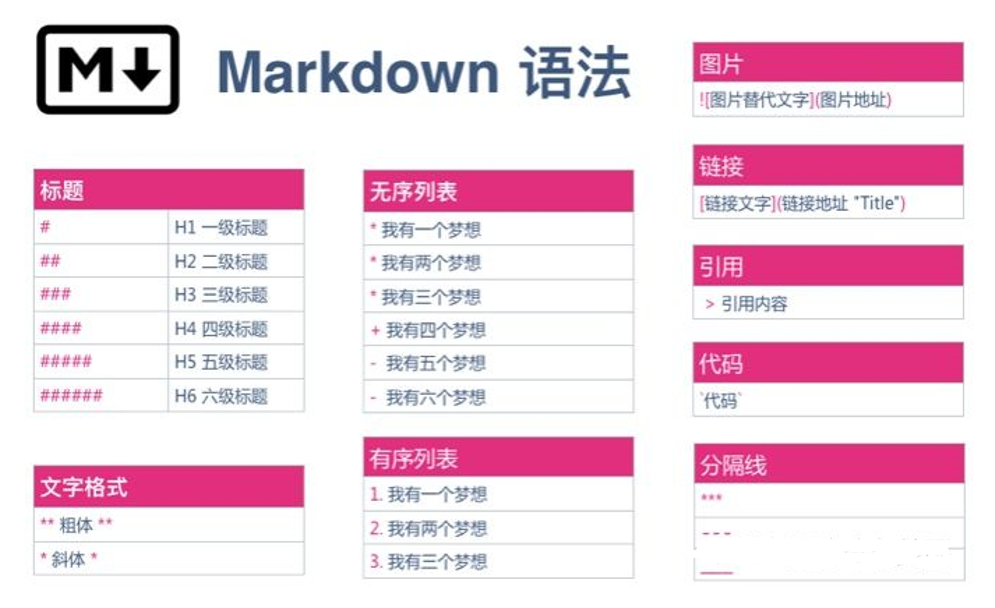 M↓ Markdown 语法
标题
# H1 一级标题
## H2 二级标题
### H3 三级标题
#### H4 四级标题
##### H5 五级标题
###### H6 六级标题
文字格式
** 粗体 **
* 斜体 *
无序列表
* 我有一个梦想
* 我有两个梦想
* 我有三个梦想
+ 我有四个梦想
- 我有五个梦想
- 我有六个梦想
有序列表
1. 我有一个梦想
2. 我有两个梦想
3. 我有三个梦想
图片
![图片替代文字](图片地址)
链接
[链接文字](链接地址 "Title")
引用
> 引用内容
代码
`代码`
分隔线
***
---
___